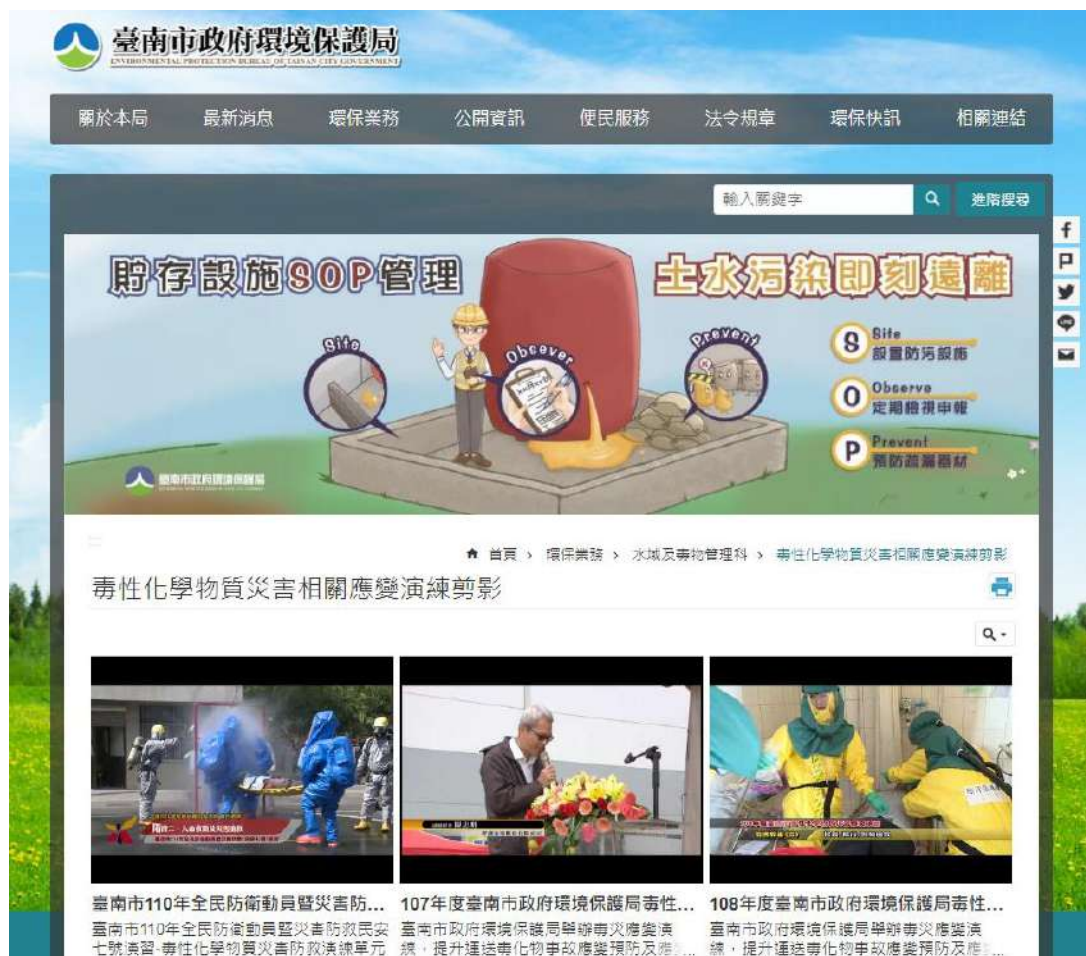 臺南市政府環境保護局
ENVIRONMENTAL PROTECTION BUREAU OF TAINAN CITY GOVERNMENT
關於本局 最新消息 環保業務 公開資訊 便民服務 法令規章 環保快訊 相關連結
輸入關鍵字 進階搜尋
貯存設施SOP管理 土水污染即刻遠離
Site Obsever Prevent
S Site
設置防污設施
O Observe
定期檢視申報
P Prevent
預防疏漏器材
臺南市政府環境保護局
首頁 › 環保業務 › 水域及毒物管理科 › 毒性化學物質災害相關應變演練剪影
毒性化學物質災害相關應變演練剪影
臺南市110年全民防衛動員暨災害防...
臺南市110年全民防衛動員暨災害防救民安
七號演習-毒性化學物質災害防救演練單元
107年度臺南市政府環境保護局毒性...
臺南市政府環境保護局舉辦毒災應變演
練，提升運送毒化物事故應變預防及應...
108年度臺南市政府環境保護局毒性...
臺南市政府環境保護局舉辦毒災應變演
練，提升運送毒化物事故應變預防及應...